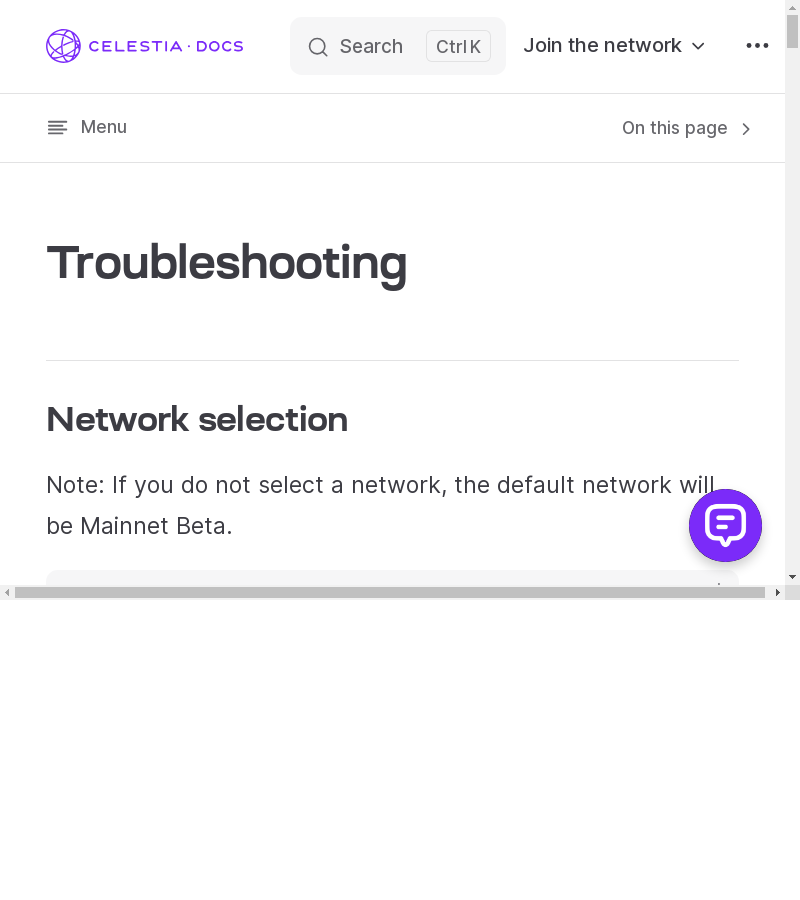 CELESTIA · DOCS
Search
Ctrl K
Join the network
Menu
On this page
Troubleshooting
Network selection
Note: If you do not select a network, the default network will
be Mainnet Beta.